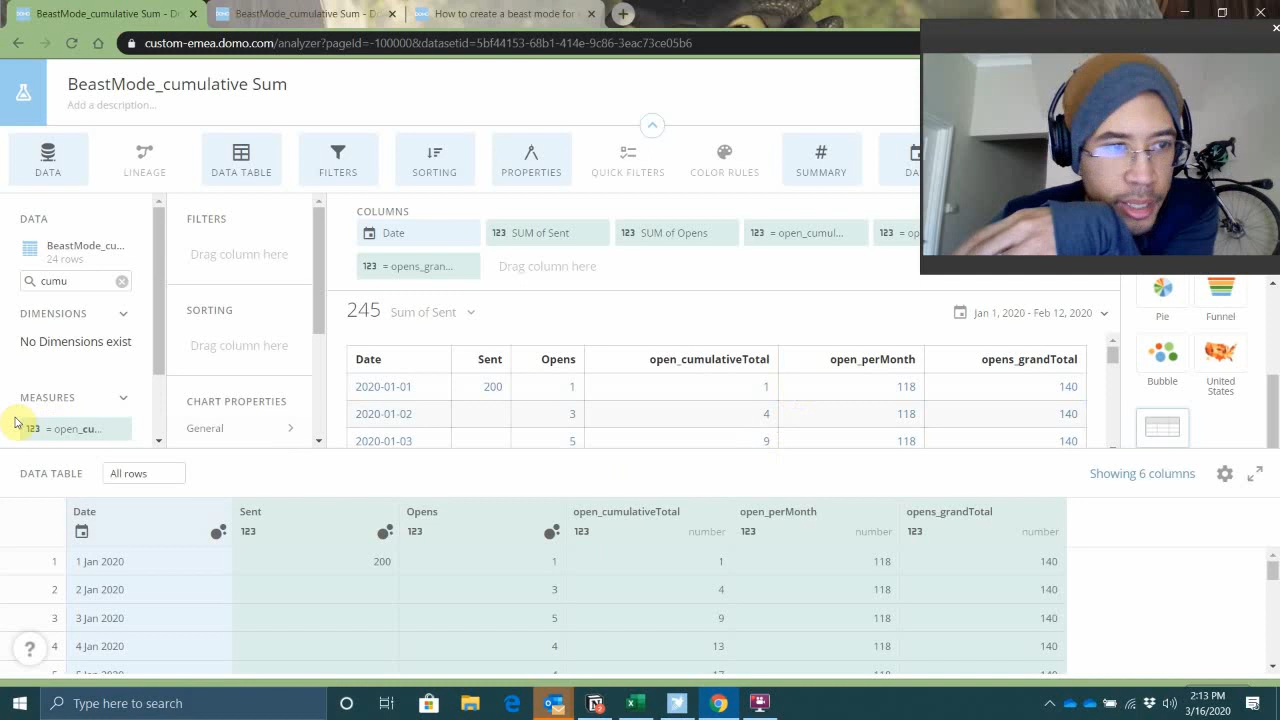 BeastMode_cumulative Sum - D
BeastMode_cumulative Sum - Do
How to create a beast mode for
custom-emea.domo.com/analyzer?pageId=-100000&datasetid=5bf44153-68b1-414e-9c86-3eac73ce05b6
BeastMode_cumulative Sum
Add a description...
DATA
LINEAGE
DATA TABLE
FILTERS
SORTING
PROPERTIES
QUICK FILTERS
COLOR RULES
SUMMARY
DA
DATA
BeastMode_cu...
24 rows
cumu
DIMENSIONS
No Dimensions exist
MEASURES
123 = open_cu...
FILTERS
Drag column here
SORTING
Drag column here
CHART PROPERTIES
General
COLUMNS
Date
123 SUM of Sent
123 SUM of Opens
123 = open_cumul...
123 = op
123 = opens_gran...
Drag column here
245 Sum of Sent
Jan 1, 2020 - Feb 12, 2020
Date Sent Opens open_cumulativeTotal open_perMonth opens_grandTotal
2020-01-01 200 1 1 118 140
2020-01-02 3 4 118 140
2020-01-03 5 9 118 140
Pie
Funnel
Bubble
United States
DATA TABLE
All rows
Showing 6 columns
Date Sent Opens open_cumulativeTotal open_perMonth opens_grandTotal
123 123 123 number 123 number 123 number
1 1 Jan 2020 200 1 1 118 140
2 2 Jan 2020 3 4 118 140
3 3 Jan 2020 5 9 118 140
4 4 Jan 2020 4 13 118 140
?
Type here to search
2:13 PM
3/16/2020